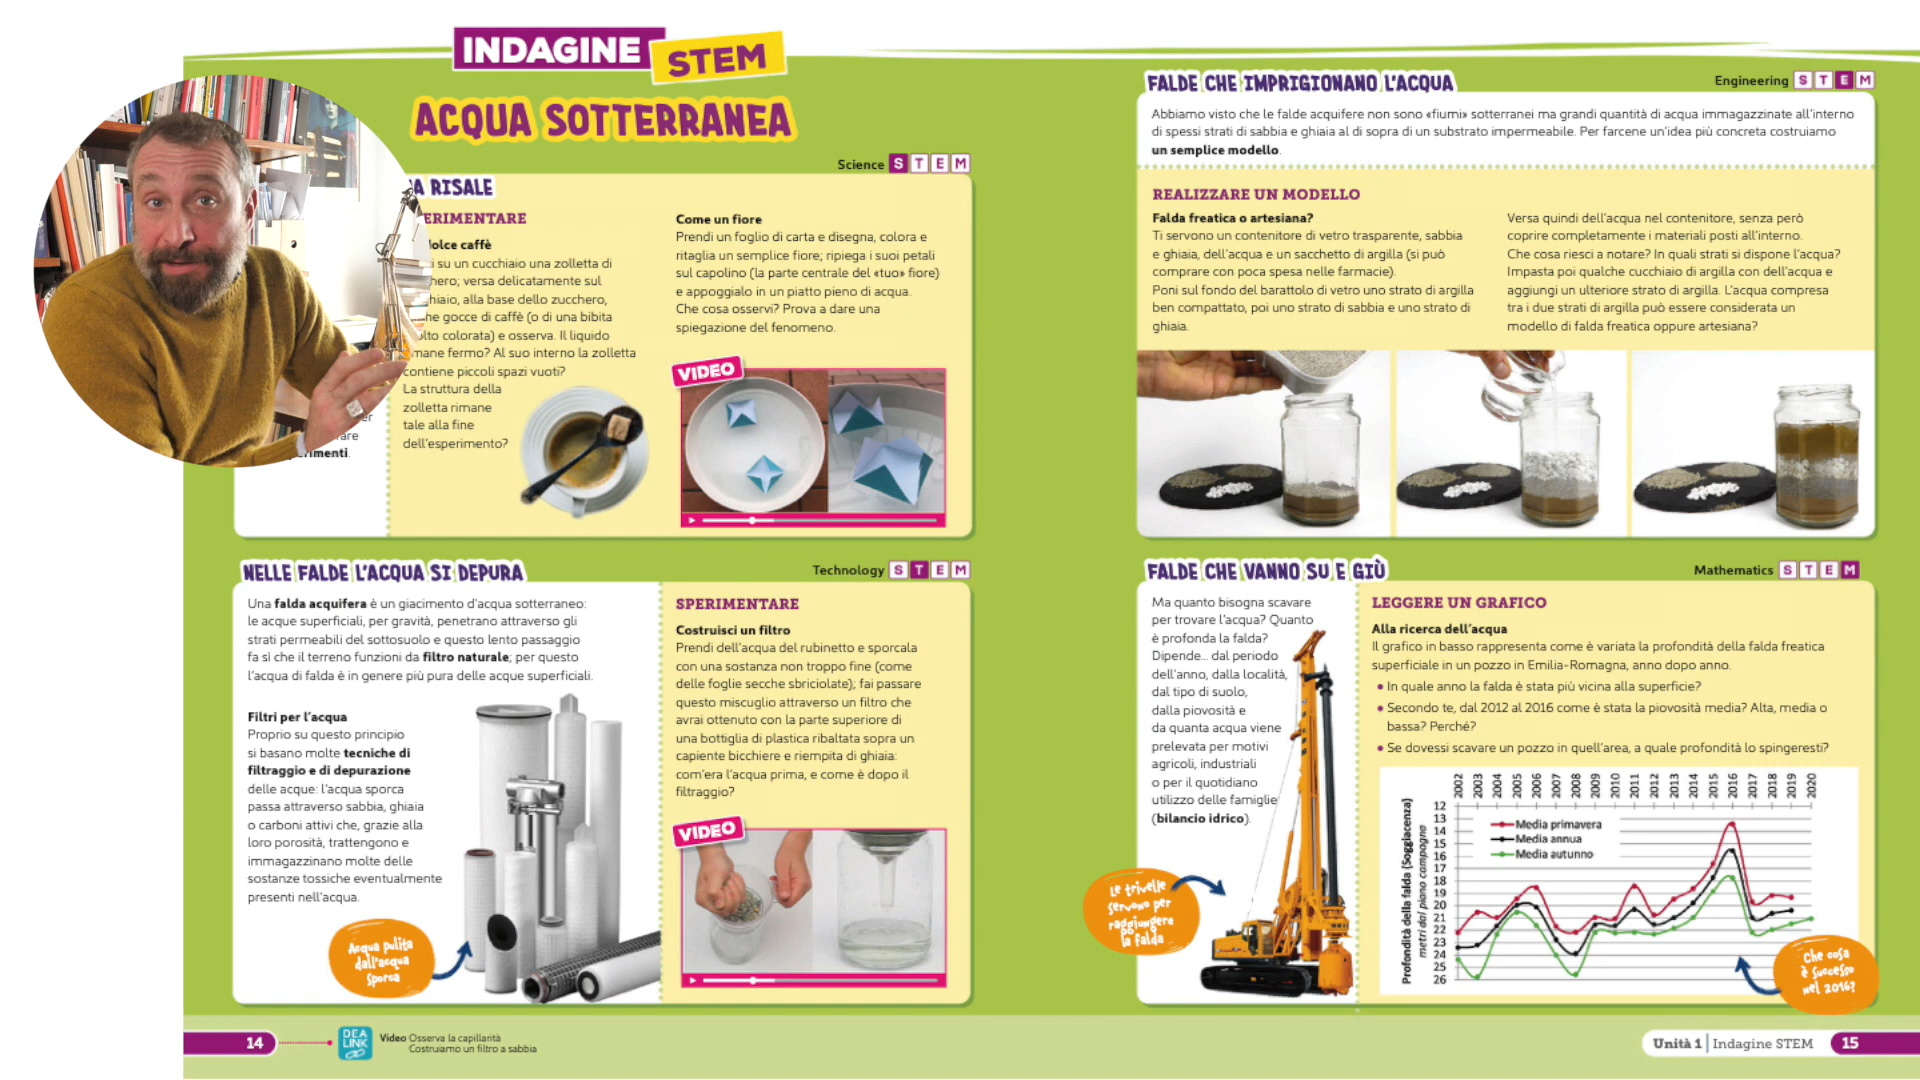 INDAGINE
STEM
ACQUA SOTTERRANEA
Science S T E M
A RISALE
ERIMENTARE
olce caffè
i su un cucchiaio una zolletta di
hero; versa delicatamente sul
hiaio, alla base dello zucchero,
he gocce di caffè (o di una bibita
olto colorata) e osserva. Il liquido
mane fermo? Al suo interno la zolletta
contiene piccoli spazi vuoti?
La struttura della
zolletta rimane
tale alla fine
dell'esperimento?
er
are
rimenti.
Come un fiore
Prendi un foglio di carta e disegna, colora e
ritaglia un semplice fiore; ripiega i suoi petali
sul capolino (la parte centrale del «tuo» fiore)
e appoggialo in un piatto pieno di acqua.
Che cosa osservi? Prova a dare una
spiegazione del fenomeno.
VIDEO
NELLE FALDE L'ACQUA SI DEPURA
Technology S T E M
Una falda acquifera è un giacimento d'acqua sotterraneo:
le acque superficiali, per gravità, penetrano attraverso gli
strati permeabili del sottosuolo e questo lento passaggio
fa sì che il terreno funzioni da filtro naturale; per questo
l'acqua di falda è in genere più pura delle acque superficiali.
Filtri per l'acqua
Proprio su questo principio
si basano molte tecniche di
filtraggio e di depurazione
delle acque: l'acqua sporca
passa attraverso sabbia, ghiaia
o carboni attivi che, grazie alla
loro porosità, trattengono e
immagazzinano molte delle
sostanze tossiche eventualmente
presenti nell'acqua.
Acqua pulita
dall'acqua
sporca
SPERIMENTARE
Costruisci un filtro
Prendi dell'acqua del rubinetto e sporcala
con una sostanza non troppo fine (come
delle foglie secche sbriciolate); fai passare
questo miscuglio attraverso un filtro che
avrai ottenuto con la parte superiore di
una bottiglia di plastica ribaltata sopra un
capiente bicchiere e riempita di ghiaia:
com'era l'acqua prima, e come è dopo il
filtraggio?
VIDEO
14
DEA
LINK
Video Osserva la capillarità
Costruiamo un filtro a sabbia
FALDE CHE IMPRIGIONANO L'ACQUA
Engineering S T E M
Abbiamo visto che le falde acquifere non sono «fiumi» sotterranei ma grandi quantità di acqua immagazzinate all'interno
di spessi strati di sabbia e ghiaia al di sopra di un substrato impermeabile. Per farcene un'idea più concreta costruiamo
un semplice modello.
REALIZZARE UN MODELLO
Falda freatica o artesiana?
Ti servono un contenitore di vetro trasparente, sabbia
e ghiaia, dell'acqua e un sacchetto di argilla (si può
comprare con poca spesa nelle farmacie).
Poni sul fondo del barattolo di vetro uno strato di argilla
ben compattato, poi uno strato di sabbia e uno strato di
ghiaia.
Versa quindi dell'acqua nel contenitore, senza però
coprire completamente i materiali posti all'interno.
Che cosa riesci a notare? In quali strati si dispone l'acqua?
Impasta poi qualche cucchiaio di argilla con dell'acqua e
aggiungi un ulteriore strato di argilla. L'acqua compresa
tra i due strati di argilla può essere considerata un
modello di falda freatica oppure artesiana?
FALDE CHE VANNO SU E GIÙ
Mathematics S T E M
Ma quanto bisogna scavare
per trovare l'acqua? Quanto
è profonda la falda?
Dipende... dal periodo
dell'anno, dalla località,
dal tipo di suolo,
dalla piovosità e
da quanta acqua viene
prelevata per motivi
agricoli, industriali
o per il quotidiano
utilizzo delle famiglie
(bilancio idrico).
Le trivelle
servono per
raggiungere
la falda
LEGGERE UN GRAFICO
Alla ricerca dell'acqua
Il grafico in basso rappresenta come è variata la profondità della falda freatica
superficiale in un pozzo in Emilia-Romagna, anno dopo anno.
• In quale anno la falda è stata più vicina alla superficie?
• Secondo te, dal 2012 al 2016 come è stata la piovosità media? Alta, media o
bassa? Perché?
• Se dovessi scavare un pozzo in quell'area, a quale profondità lo spingeresti?
2002 2003 2004 2005 2006 2007 2008 2009 2010 2011 2012 2013 2014 2015 2016 2017 2018 2019 2020
Profondità della falda (Soggiacenza)
metri dal piano campagna
12
13
14
15
16
17
18
19
20
21
22
23
24
25
26
Media primavera
Media annua
Media autunno
Che cosa
è successo
nel 2016?
Unità 1 | Indagine STEM 15